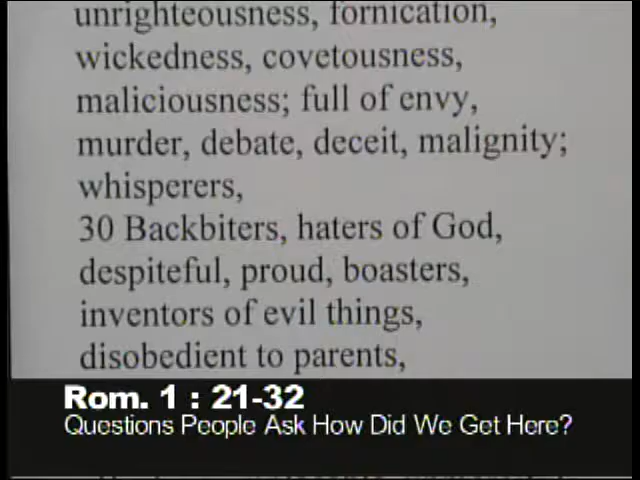 unrighteousness, fornication,
wickedness, covetousness,
maliciousness; full of envy,
murder, debate, deceit, malignity;
whisperers,
30 Backbiters, haters of God,
despiteful, proud, boasters,
inventors of evil things,
disobedient to parents,
Rom. 1 : 21-32
Questions People Ask How Did We Get Here?